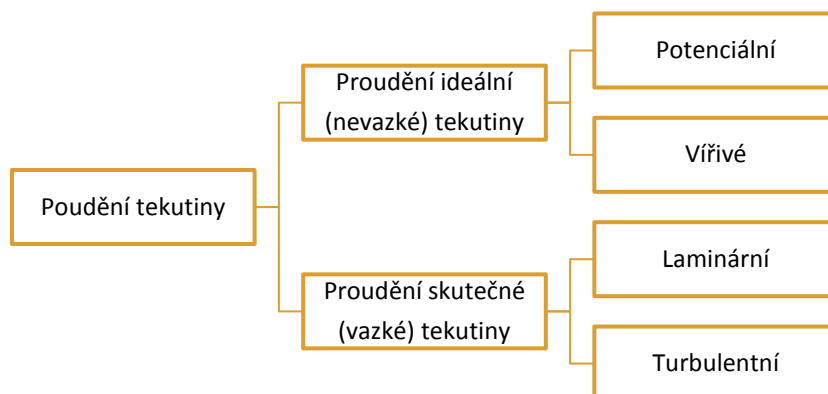 Poudění tekutiny
Proudění ideální
(nevazké) tekutiny
Potenciální
Vířivé
Proudění skutečné
(vazké) tekutiny
Laminární
Turbulentní